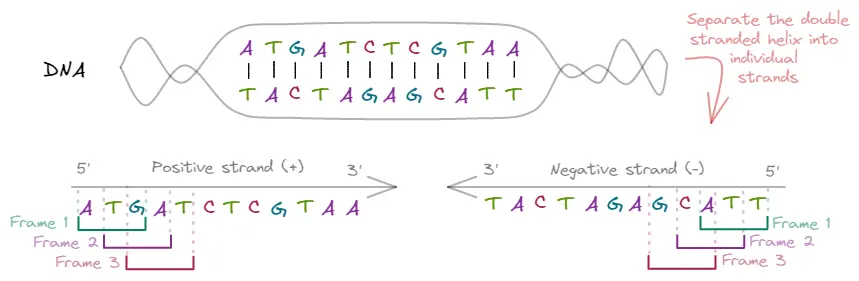 Separate the double
stranded helix into
individual
strands
A T G A T C T C G T A A
DNA
T A C T A G A G C A T T
5' Positive strand (+) 3'
3' Negative strand (-) 5'
A T G A T C T C G T A A
T A C T A G A G C A T T
Frame 1
Frame 2
Frame 3
Frame 1
Frame 2
Frame 3